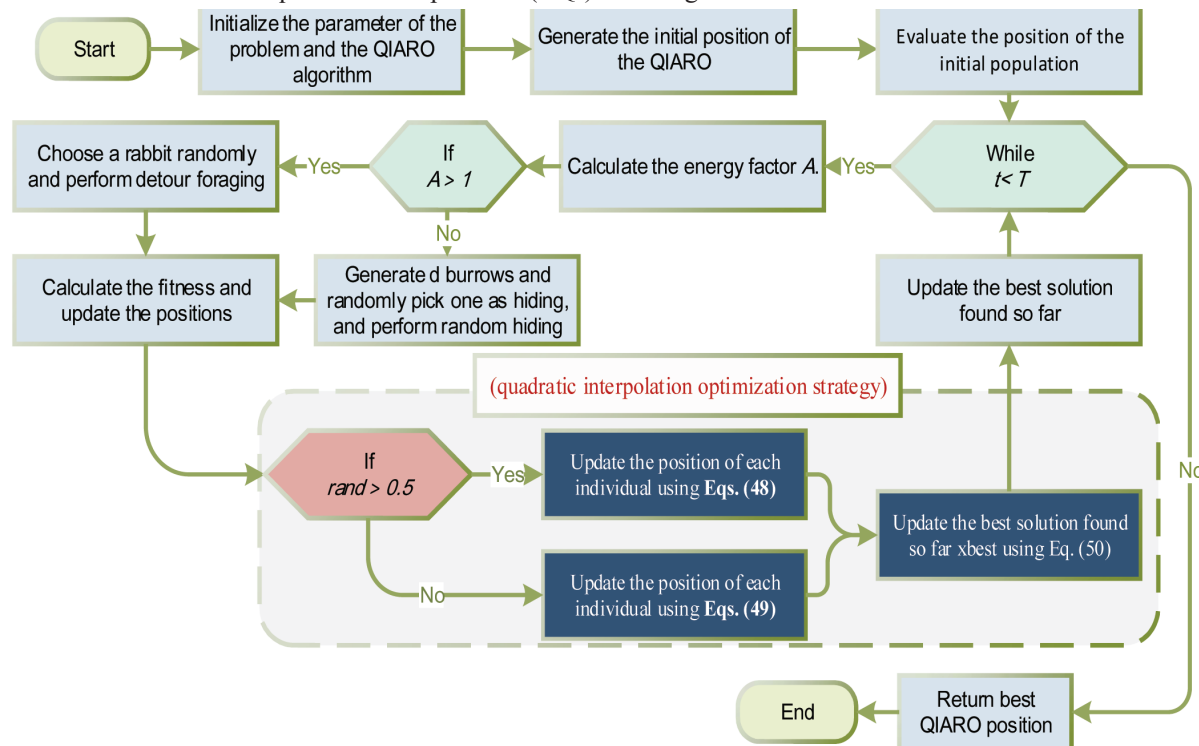 Start
Initialize the parameter of the
problem and the QIARO
algorithm
Generate the initial position of
the QIARO
Evaluate the position of the
initial population
While
t< T
Yes
No
Calculate the energy factor A.
If
A > 1
Yes
No
Choose a rabbit randomly
and perform detour foraging
Generate d burrows and
randomly pick one as hiding,
and perform random hiding
Calculate the fitness and
update the positions
Update the best solution
found so far
(quadratic interpolation optimization strategy)
If
rand > 0.5
Yes
Update the position of each
individual using Eqs. (48)
No
Update the position of each
individual using Eqs. (49)
Update the best solution found
so far xbest using Eq. (50)
Return best
QIARO position
End